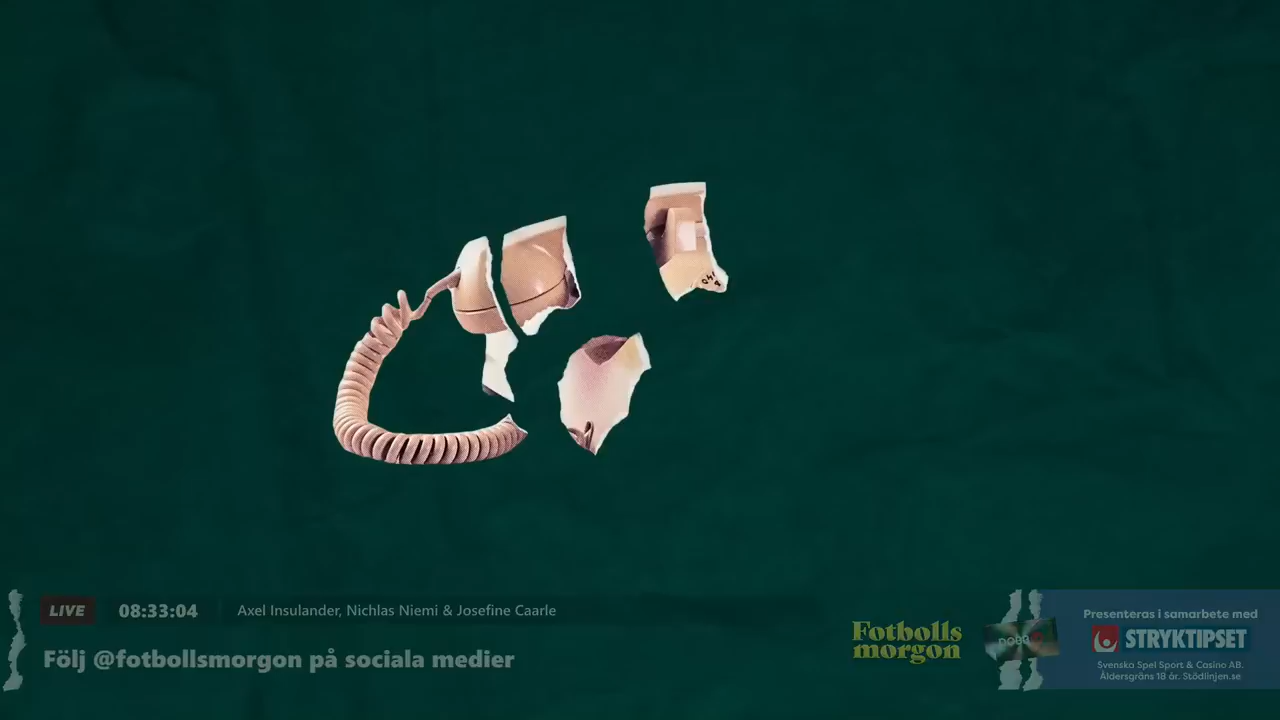 LIVE
08:33:04
Axel Insulander, Nichlas Niemi & Josefine Caarle
Följ @fotbollsmorgon på sociala medier
Fotbolls
morgon
Presenteras i samarbete med
STRYKTIPSET
Svenska Spel Sport & Casino AB.
Åldersgräns 18 år. Stödlinjen.se